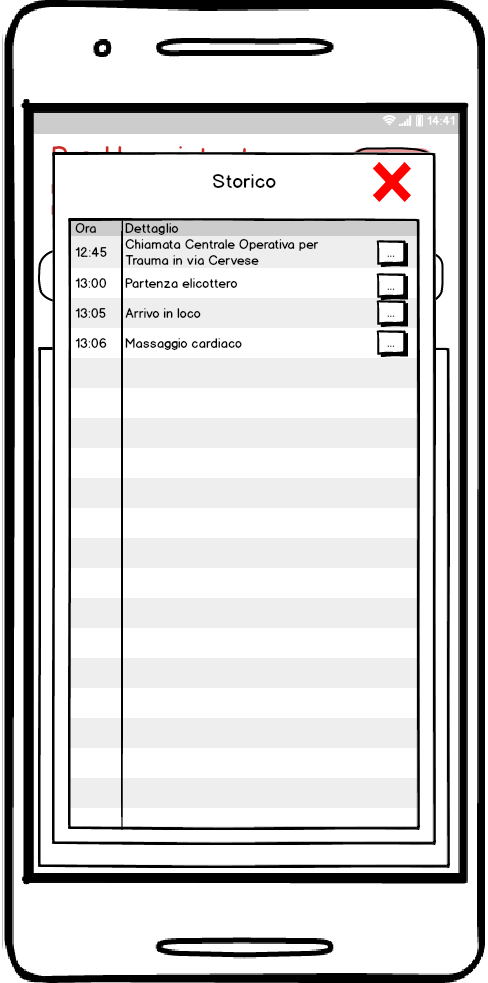 14:41
Storico
Ora Dettaglio
12:45 Chiamata Centrale Operativa per
Trauma in via Cervese
...
13:00 Partenza elicottero ...
13:05 Arrivo in loco ...
13:06 Massaggio cardiaco ...